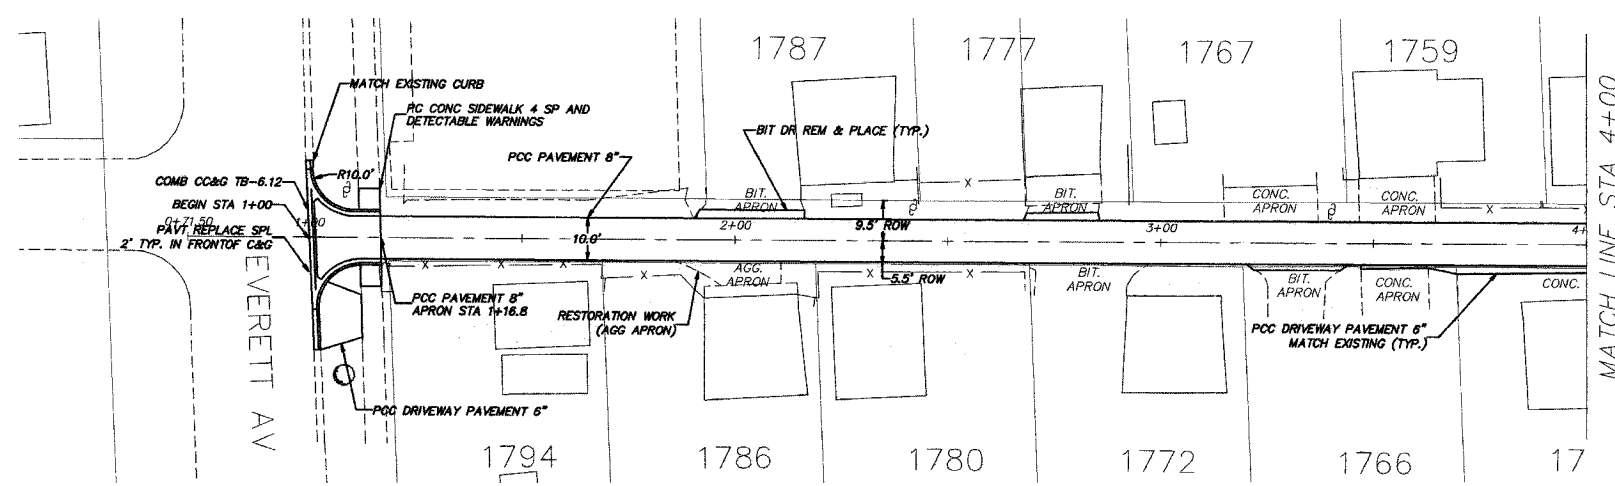 1787
1777
1767
1759
MATCH EXISTING CURB
PC CONC SIDEWALK 4 SP AND
DETECTABLE WARNINGS
BIT DR REM & PLACE (TYP.)
PCC PAVEMENT 8"
R10.0'
COMB CC&G TB-6.12
BEGIN STA 1+00
0+71.50
1+00
PAVT REPLACE SPL
2' TYP. IN FRONTOF C&G
BIT.
APRON
BIT.
APRON
CONC.
APRON
CONC.
APRON
2+00
9.5' ROW
3+00
4+
10.0'
5.5' ROW
AGG.
APRON
BIT.
APRON
BIT.
APRON
CONC.
APRON
CONC.
PCC PAVEMENT 8"
APRON STA 1+16.8
RESTORATION WORK
(AGG APRON)
PCC DRIVEWAY PAVEMENT 6"
MATCH EXISTING (TYP.)
PCC DRIVEWAY PAVEMENT 6"
EVERETT AV
MATCH LINE STA 4+00
1794
1786
1780
1772
1766
17